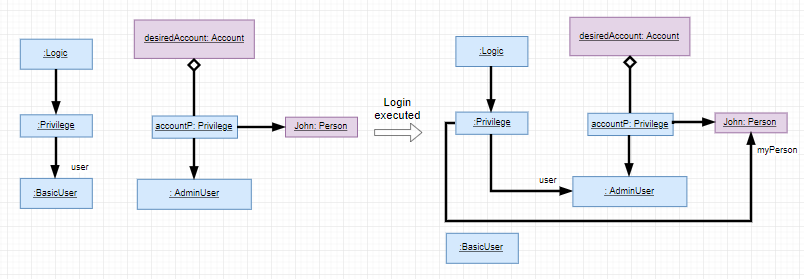 :Logic
:Privilege
user
:BasicUser
desiredAccount: Account
accountP: Privilege
John: Person
: AdminUser
Login
executed
:Logic
:Privilege
user
:BasicUser
desiredAccount: Account
accountP: Privilege
John: Person
myPerson
: AdminUser